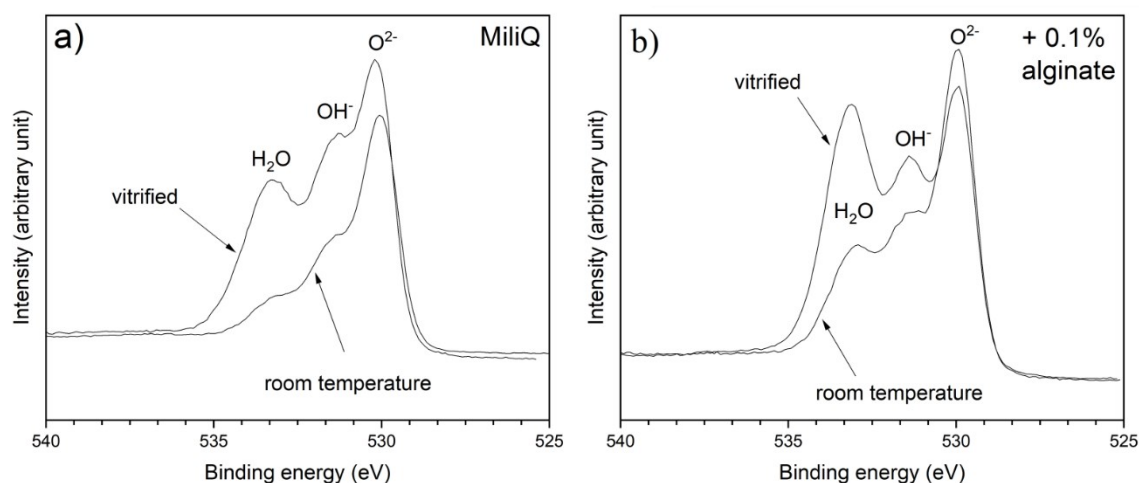 a)
MiliQ
O²⁻
OH⁻
H₂O
vitrified
room temperature
Intensity (arbitrary unit)
540
535
530
525
Binding energy (eV)
b)
+ 0.1%
alginate
O²⁻
vitrified
OH⁻
H₂O
room temperature
Intensity (arbitrary unit)
540
535
530
525
Binding energy (eV)